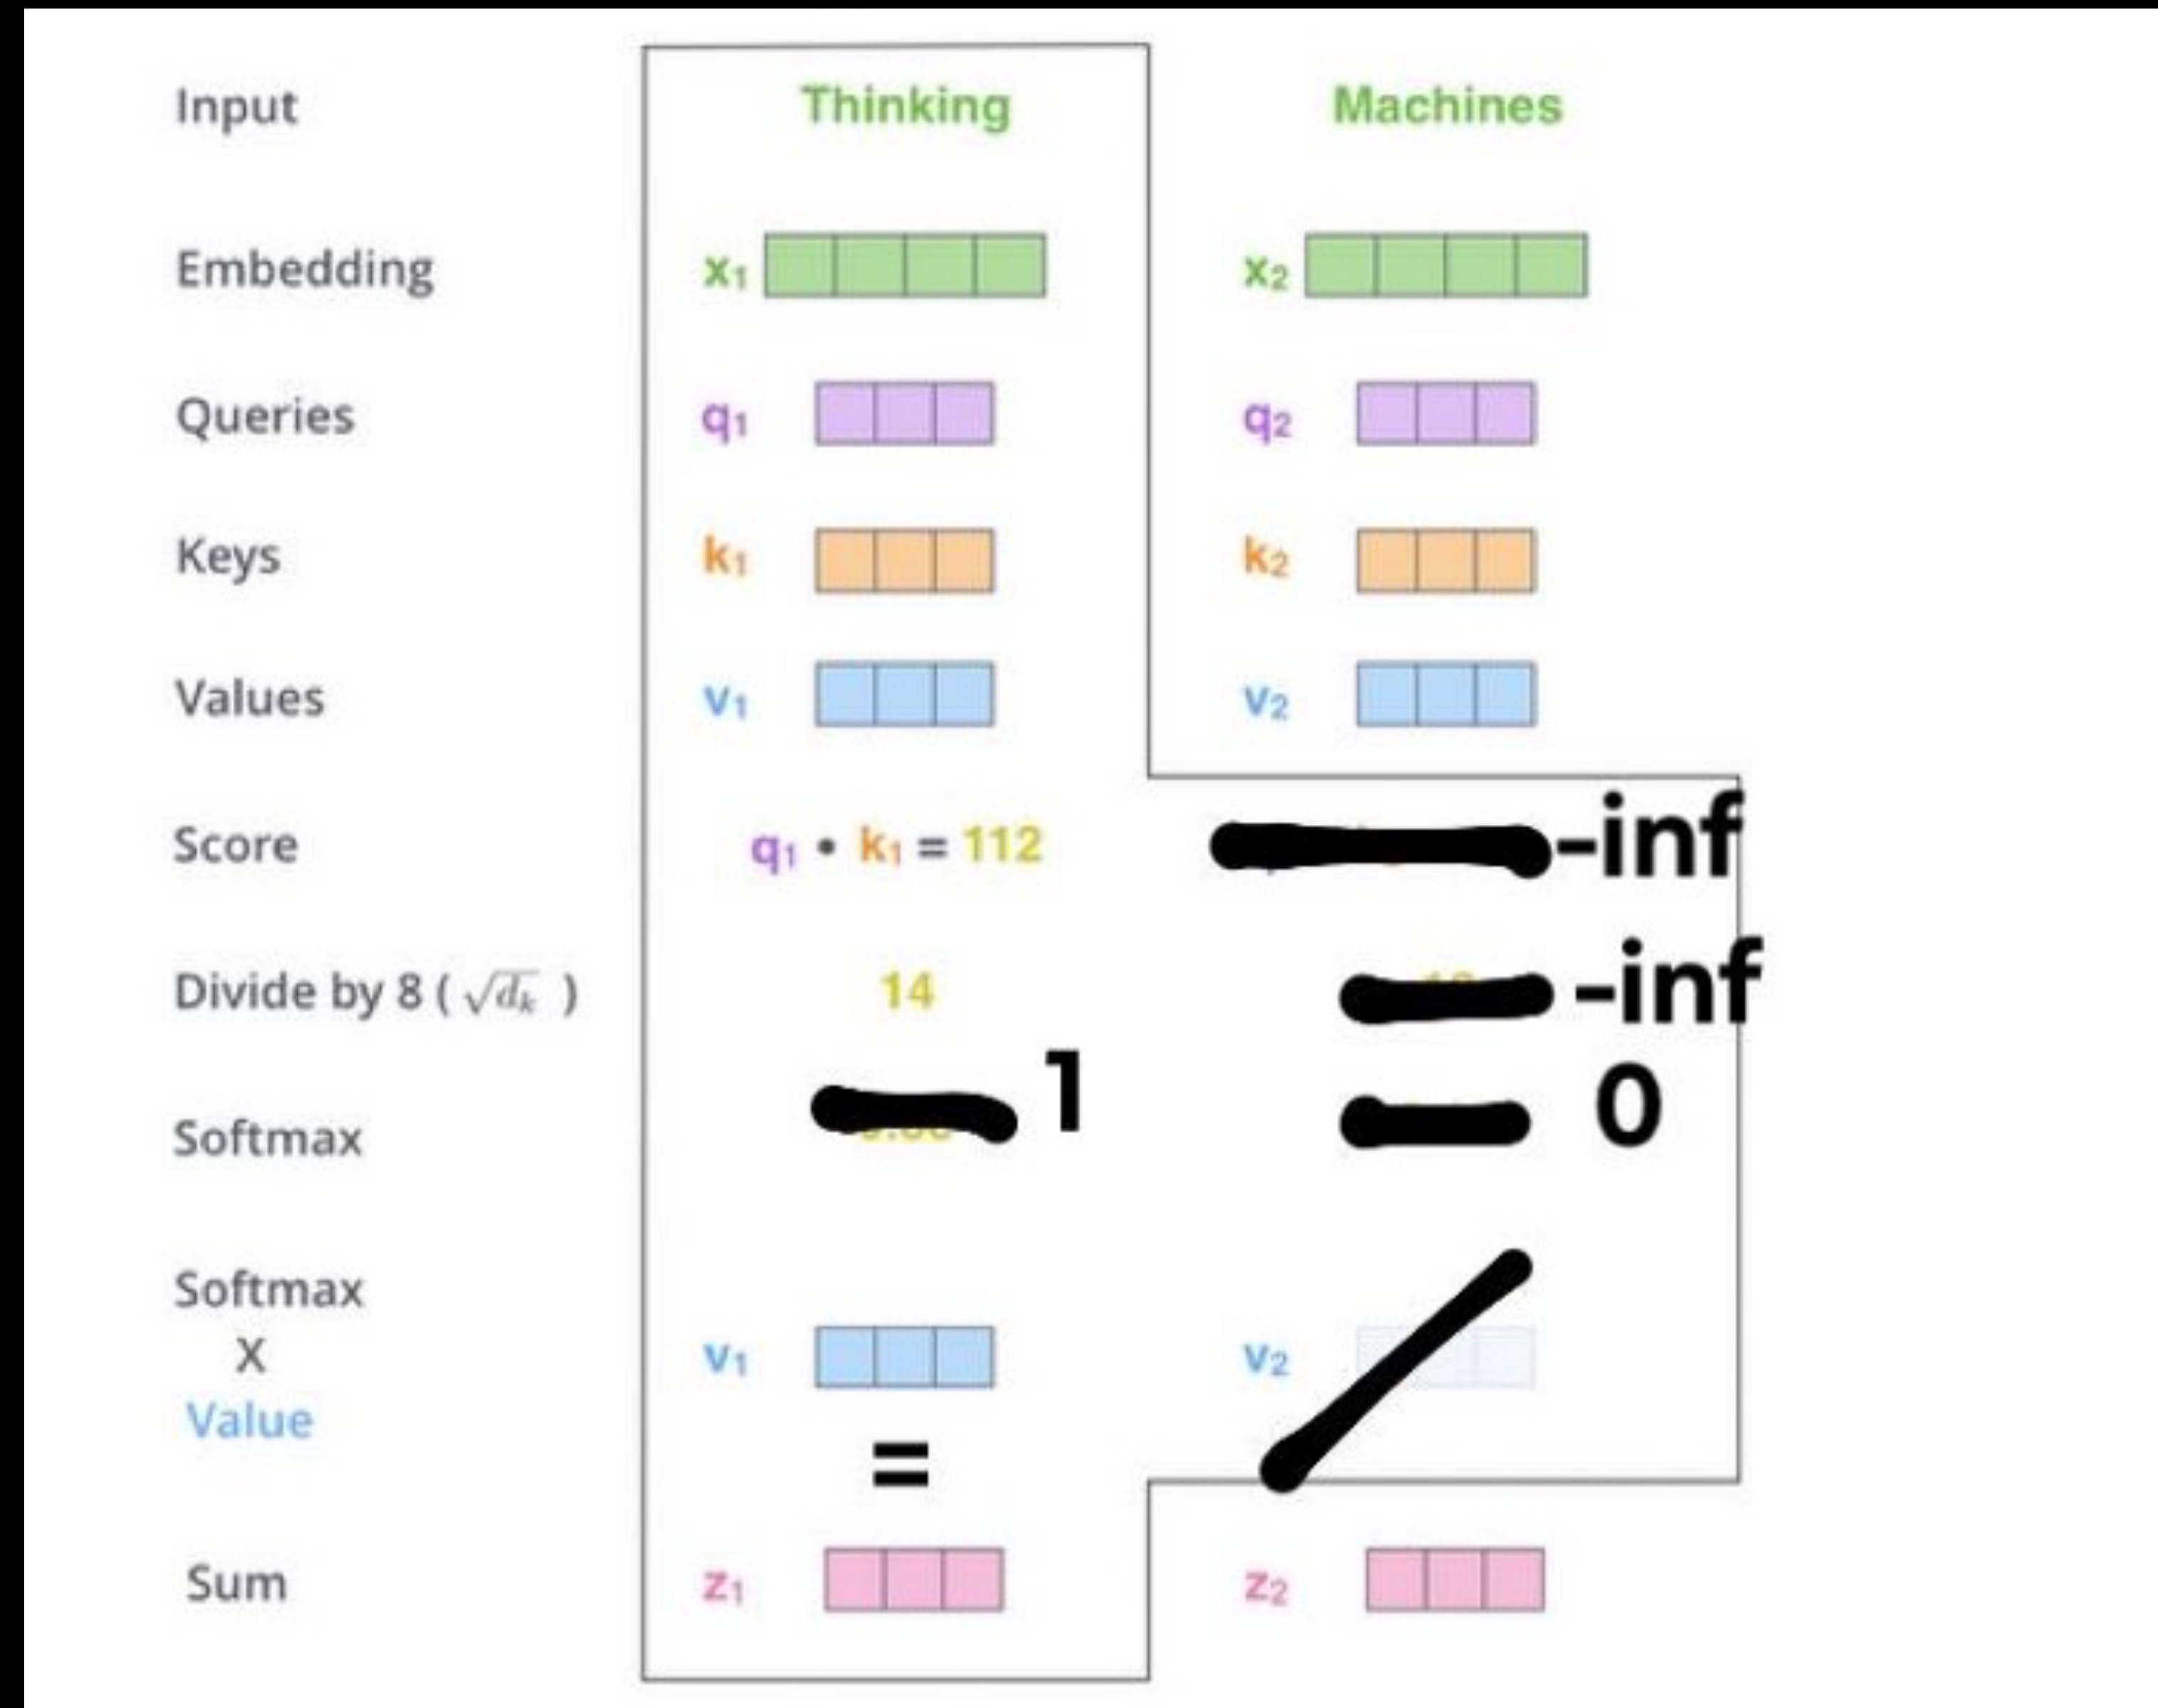 Input Thinking Machines
Embedding x₁ x₂
Queries q₁ q₂
Keys k₁ k₂
Values v₁ v₂
Score q₁ • k₁ = 112 -inf
Divide by 8 ( √dₖ ) 14 -inf
Softmax 1 0
Softmax
X
v₁ v₂
Value
=
Sum z₁ z₂